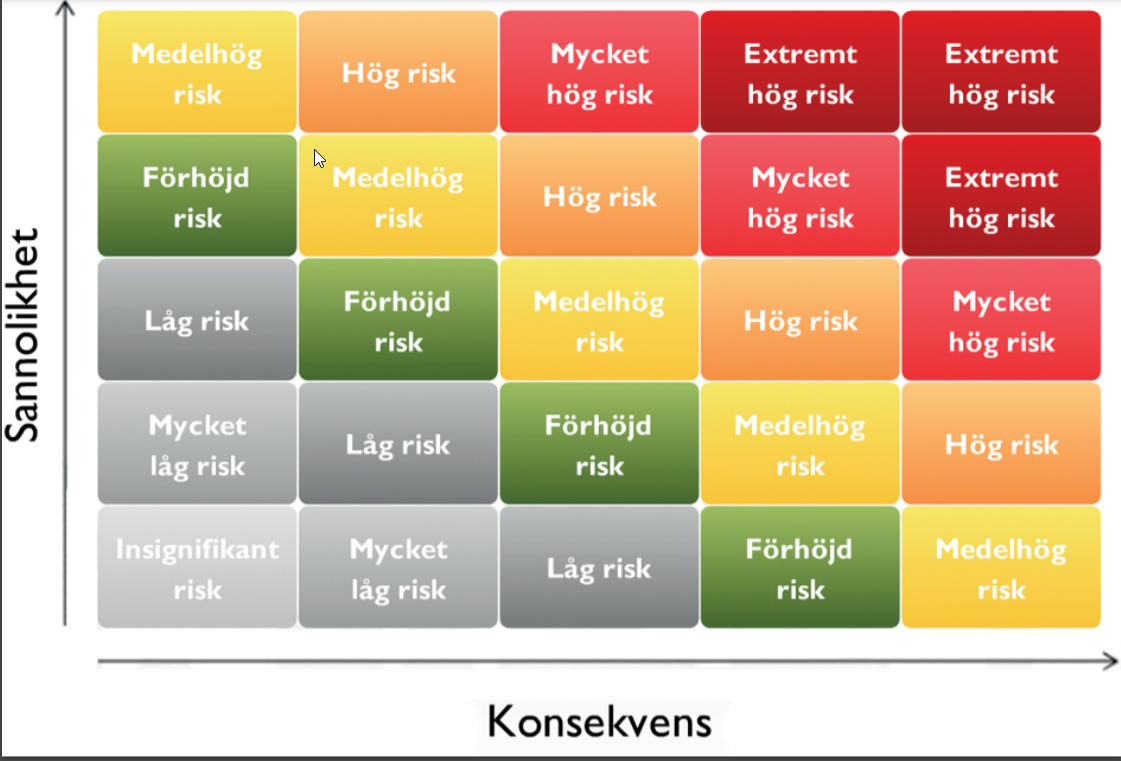 Sannolikhet
Medelhög
risk
Hög risk
Mycket
hög risk
Extremt
hög risk
Extremt
hög risk
Förhöjd
risk
Medelhög
risk
Hög risk
Mycket
hög risk
Extremt
hög risk
Låg risk
Förhöjd
risk
Medelhög
risk
Hög risk
Mycket
hög risk
Mycket
låg risk
Låg risk
Förhöjd
risk
Medelhög
risk
Hög risk
Insignifikant
risk
Mycket
låg risk
Låg risk
Förhöjd
risk
Medelhög
risk
Konsekvens